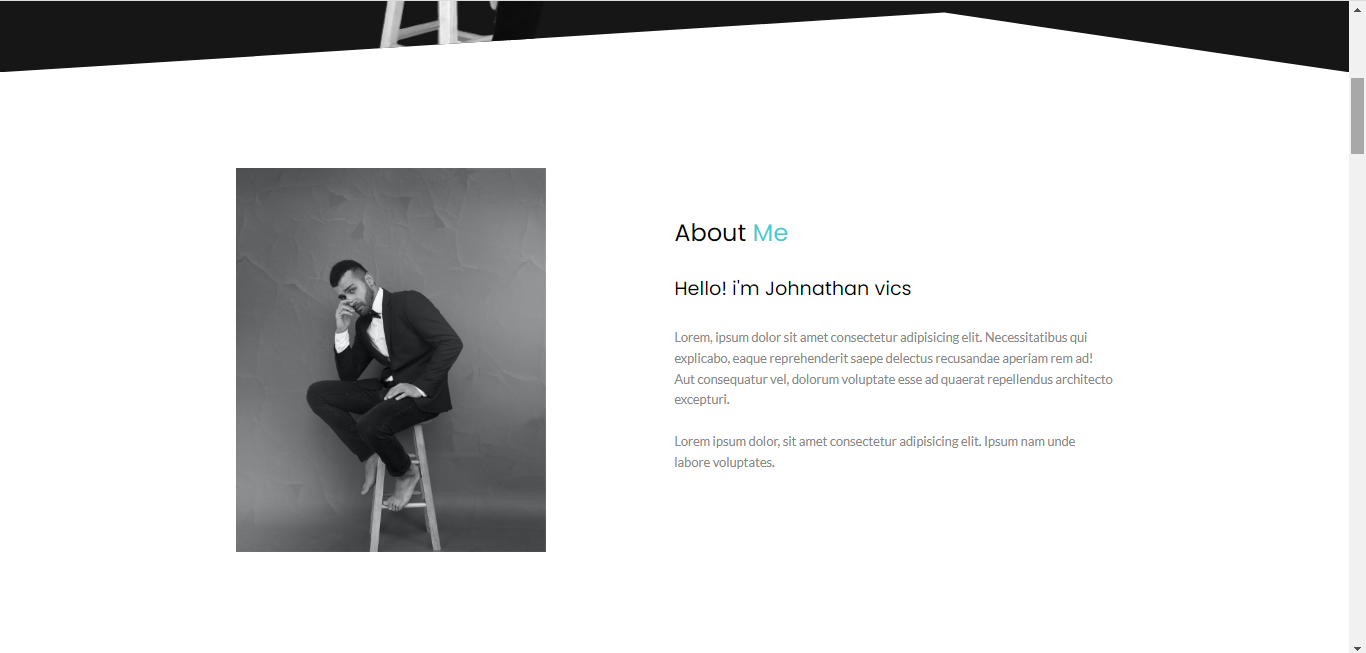 About Me
Hello! i'm Johnathan vics
Lorem, ipsum dolor sit amet consectetur adipisicing elit. Necessitatibus qui
explicabo, eaque reprehenderit saepe delectus recusandae aperiam rem ad!
Aut consequatur vel, dolorum voluptate esse ad quaerat repellendus architecto
excepturi.
Lorem ipsum dolor, sit amet consectetur adipisicing elit. Ipsum nam unde
labore voluptates.